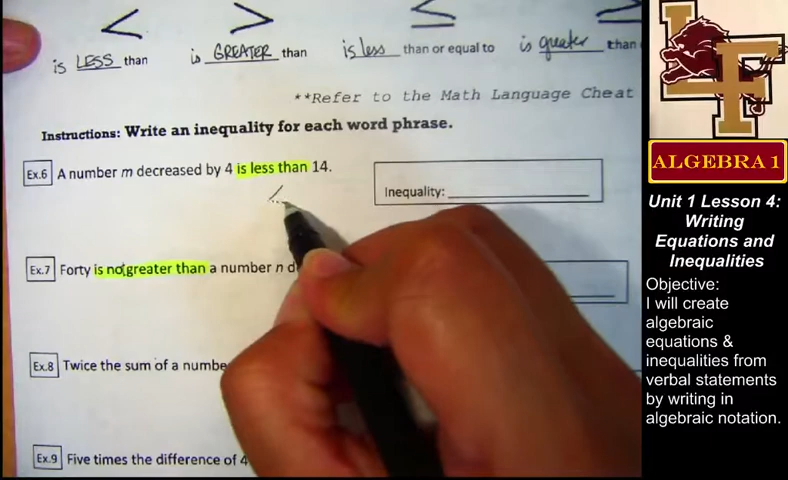 < > ≤ ≥
is LESS than is GREATER than is less than or equal to is greater than
**Refer to the Math Language Cheat
Instructions: Write an inequality for each word phrase.
Ex.6 A number m decreased by 4 is less than 14.
Inequality:
Ex.7 Forty is not greater than a number n
Ex.8 Twice the sum of a
Ex.9 Five times the difference of 4
LF
ALGEBRA 1
Unit 1 Lesson 4:
Writing
Equations and
Inequalities
Objective:
I will create
algebraic
equations &
inequalities from
verbal statements
by writing in
algebraic notation.